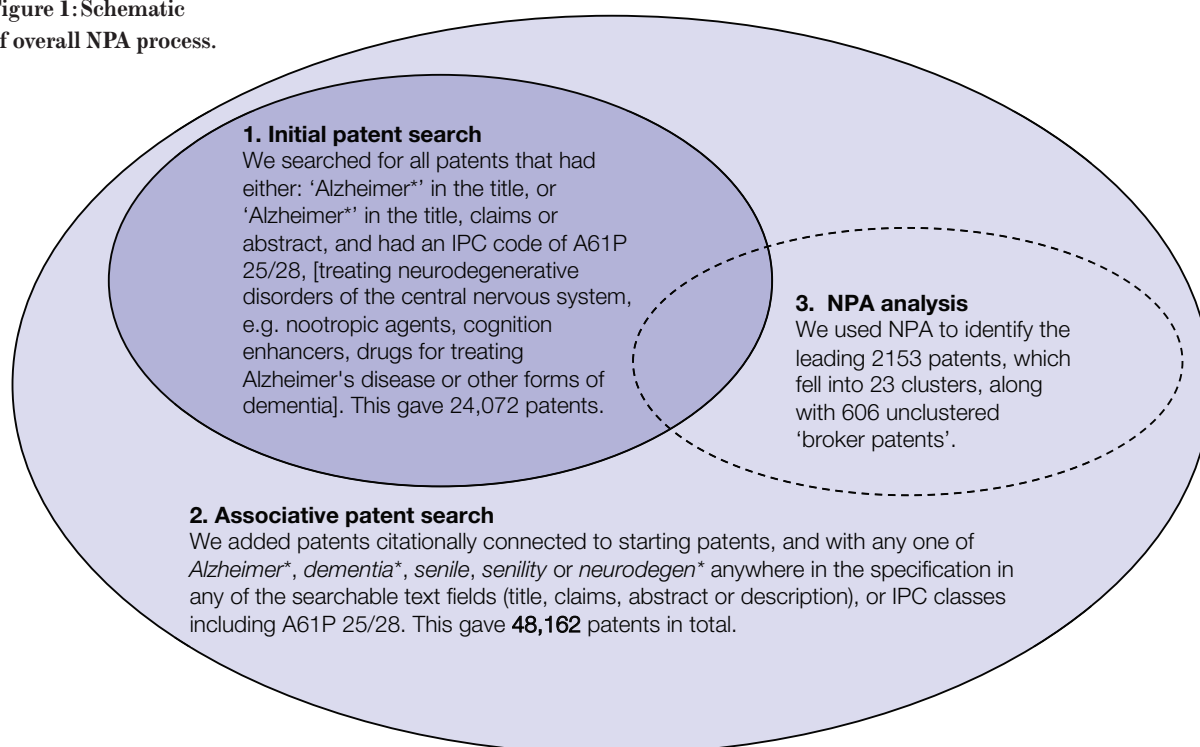 igure 1: Schematic
f overall NPA process.
1. Initial patent search
We searched for all patents that had
either: ‘Alzheimer*’ in the title, or
‘Alzheimer*’ in the title, claims or
abstract, and had an IPC code of A61P
25/28, [treating neurodegenerative
disorders of the central nervous system,
e.g. nootropic agents, cognition
enhancers, drugs for treating
Alzheimer's disease or other forms of
dementia]. This gave 24,072 patents.
3. NPA analysis
We used NPA to identify the
leading 2153 patents, which
fell into 23 clusters, along
with 606 unclustered
‘broker patents’.
2. Associative patent search
We added patents citationally connected to starting patents, and with any one of
Alzheimer*, dementia*, senile, senility or neurodegen* anywhere in the specification in
any of the searchable text fields (title, claims, abstract or description), or IPC classes
including A61P 25/28. This gave 48,162 patents in total.